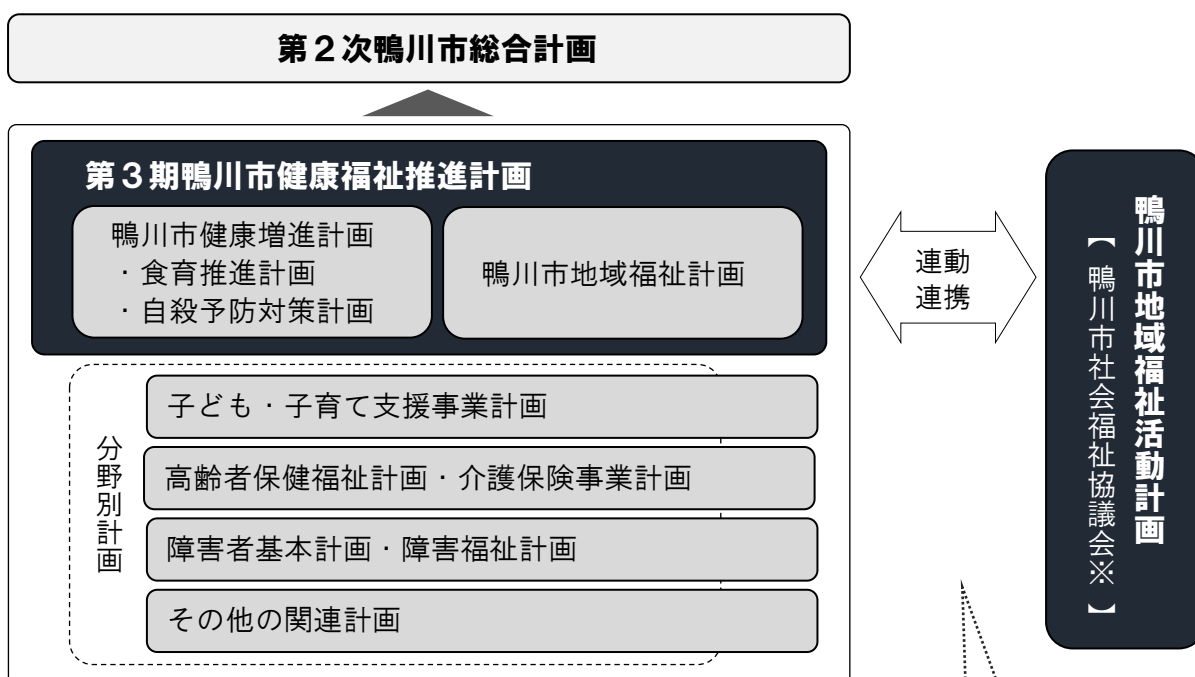 第２次鴨川市総合計画
第３期鴨川市健康福祉推進計画
鴨川市健康増進計画
・食育推進計画
・自殺予防対策計画
鴨川市地域福祉計画
連動
連携
鴨川市地域福祉活動計画
【鴨川市社会福祉協議会※】
分野別計画
子ども・子育て支援事業計画
高齢者保健福祉計画・介護保険事業計画
障害者基本計画・障害福祉計画
その他の関連計画